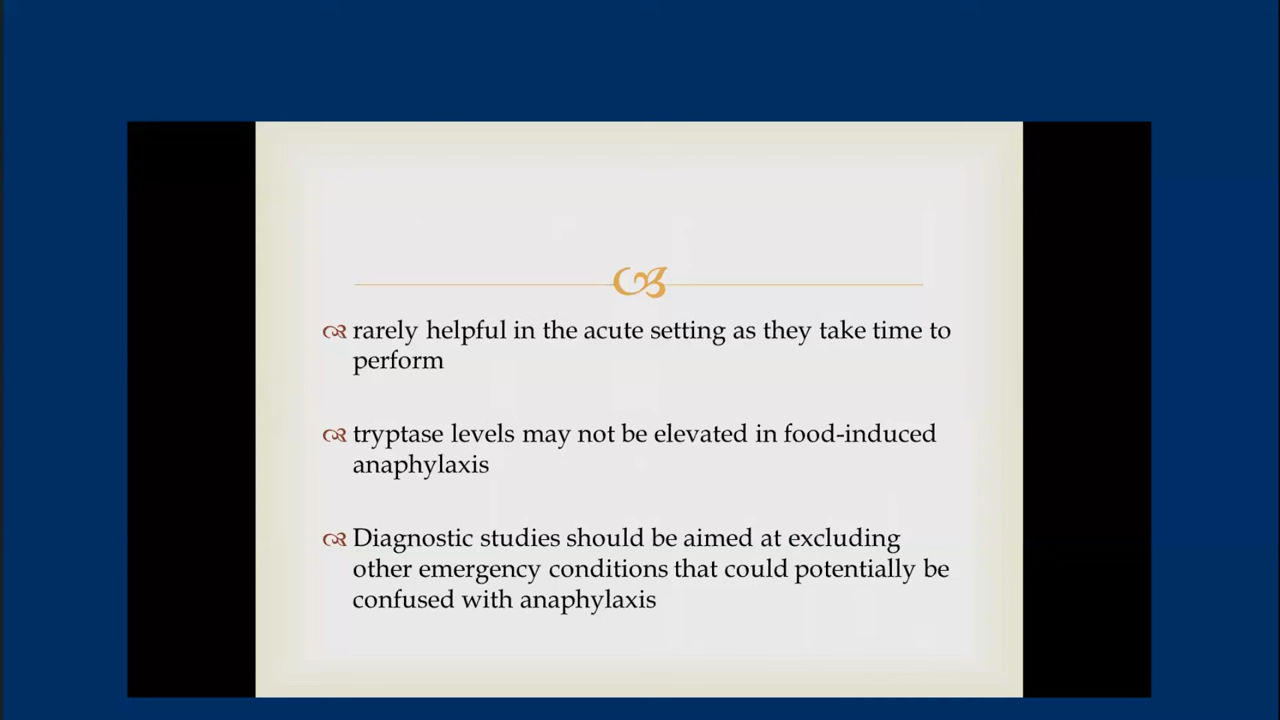 rarely helpful in the acute setting as they take time to
perform
tryptase levels may not be elevated in food-induced
anaphylaxis
Diagnostic studies should be aimed at excluding
other emergency conditions that could potentially be
confused with anaphylaxis